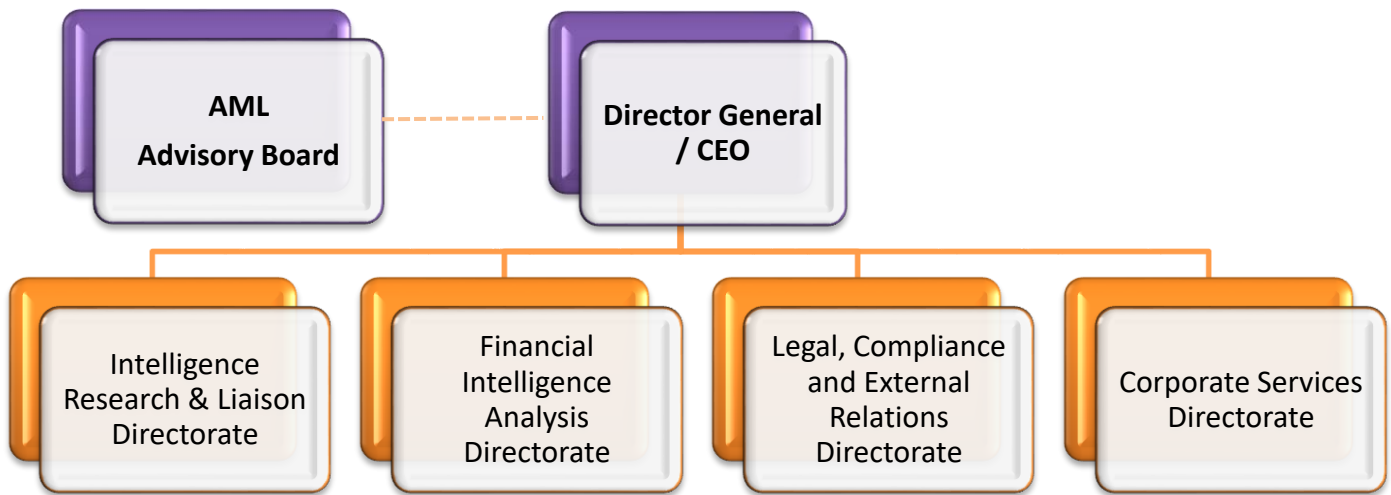 AML
Advisory Board
Director General
/ CEO
Intelligence
Research & Liaison
Directorate
Financial
Intelligence
Analysis
Directorate
Legal, Compliance
and External
Relations
Directorate
Corporate Services
Directorate